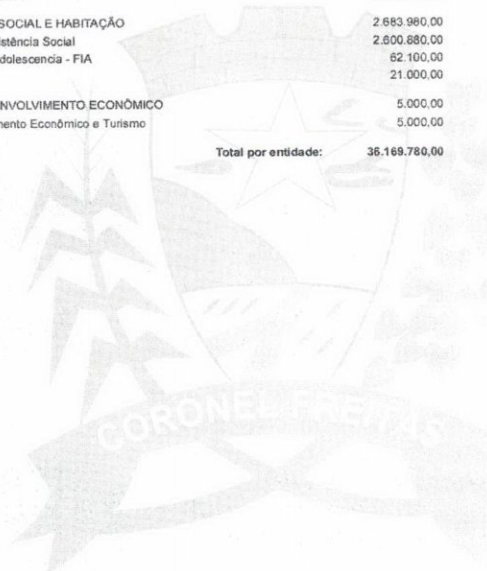 SOCIAL E HABITAÇÃO 2.683.980,00
istência Social 2.600.880,00
dolescencia - FIA 62.100,00
21.000,00
NVOLVIMENTO ECONÔMICO 5.000,00
mento Econômico e Turismo 5.000,00
Total por entidade: 36.169.780,00
CORONEL FREITAS